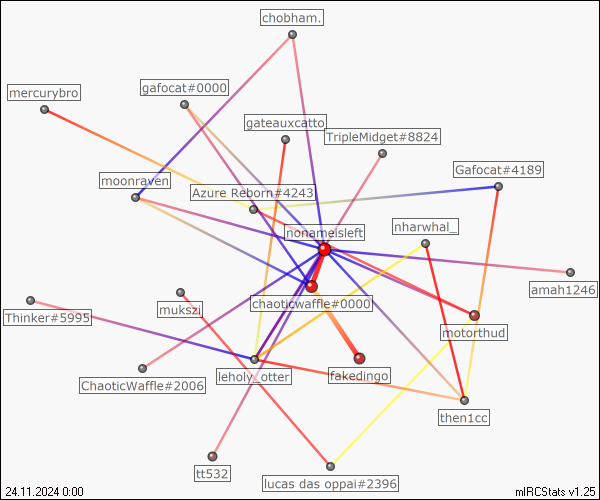 chobham.
gafocat#0000
mercurybro
gateauxcatto
TripleMidget#8824
Gafocat#4189
moonraven
Azure Reborn#4243
nharwhal_
nonameisleft
amah1246
chaoticwaffle#0000
mukszi
Thinker#5995
motorthud
fakedingo
leholy_otter
ChaoticWaffle#2006
then1cc
tt532
lucas das oppai#2396
24.11.2024 0:00
mIRCStats v1.25